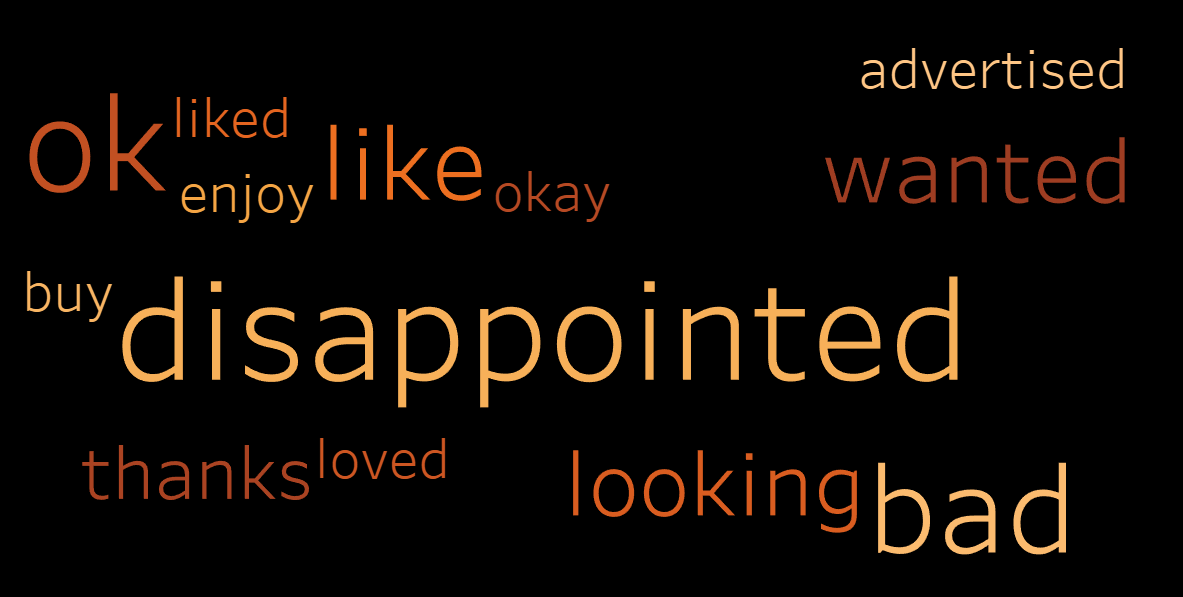 advertised
ok liked
enjoy like okay
wanted
buy
disappointed
thanks loved
looking bad